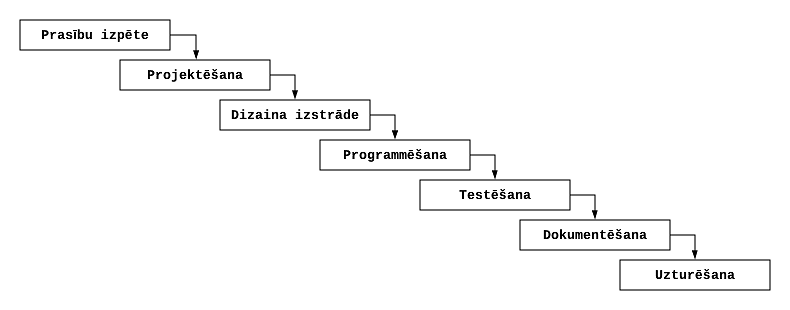 Prasību izpēte
Projektēšana
Dizaina izstrāde
Programmēšana
Testēšana
Dokumentēšana
Uzturēšana